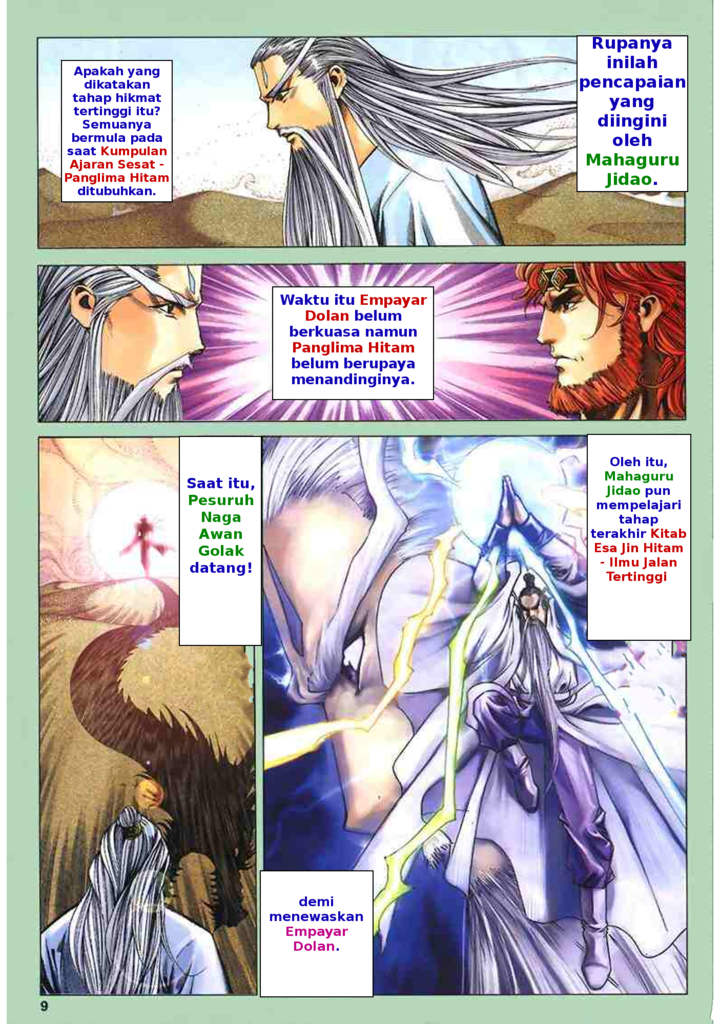 Apakah yang
dikatakan
tahap hikmat
tertinggi itu?
Semuanya
bermula pada
saat Kumpulan
Ajaran Sesat -
Panglima Hitam
ditubuhkan.
Rupanya
inilah
pencapaian
yang
diingini
oleh
Mahaguru
Jidao.
Waktu itu Empayar
Dolan belum
berkuasa namun
Panglima Hitam
belum berupaya
menandinginya.
Saat itu,
Pesuruh
Naga
Awan
Golak
datang!
Oleh itu,
Mahaguru
Jidao pun
mempelajari
tahap
terakhir Kitab
Esa Jin Hitam
- Ilmu Jalan
Tertinggi
demi
menewaskan
Empayar
Dolan.
9